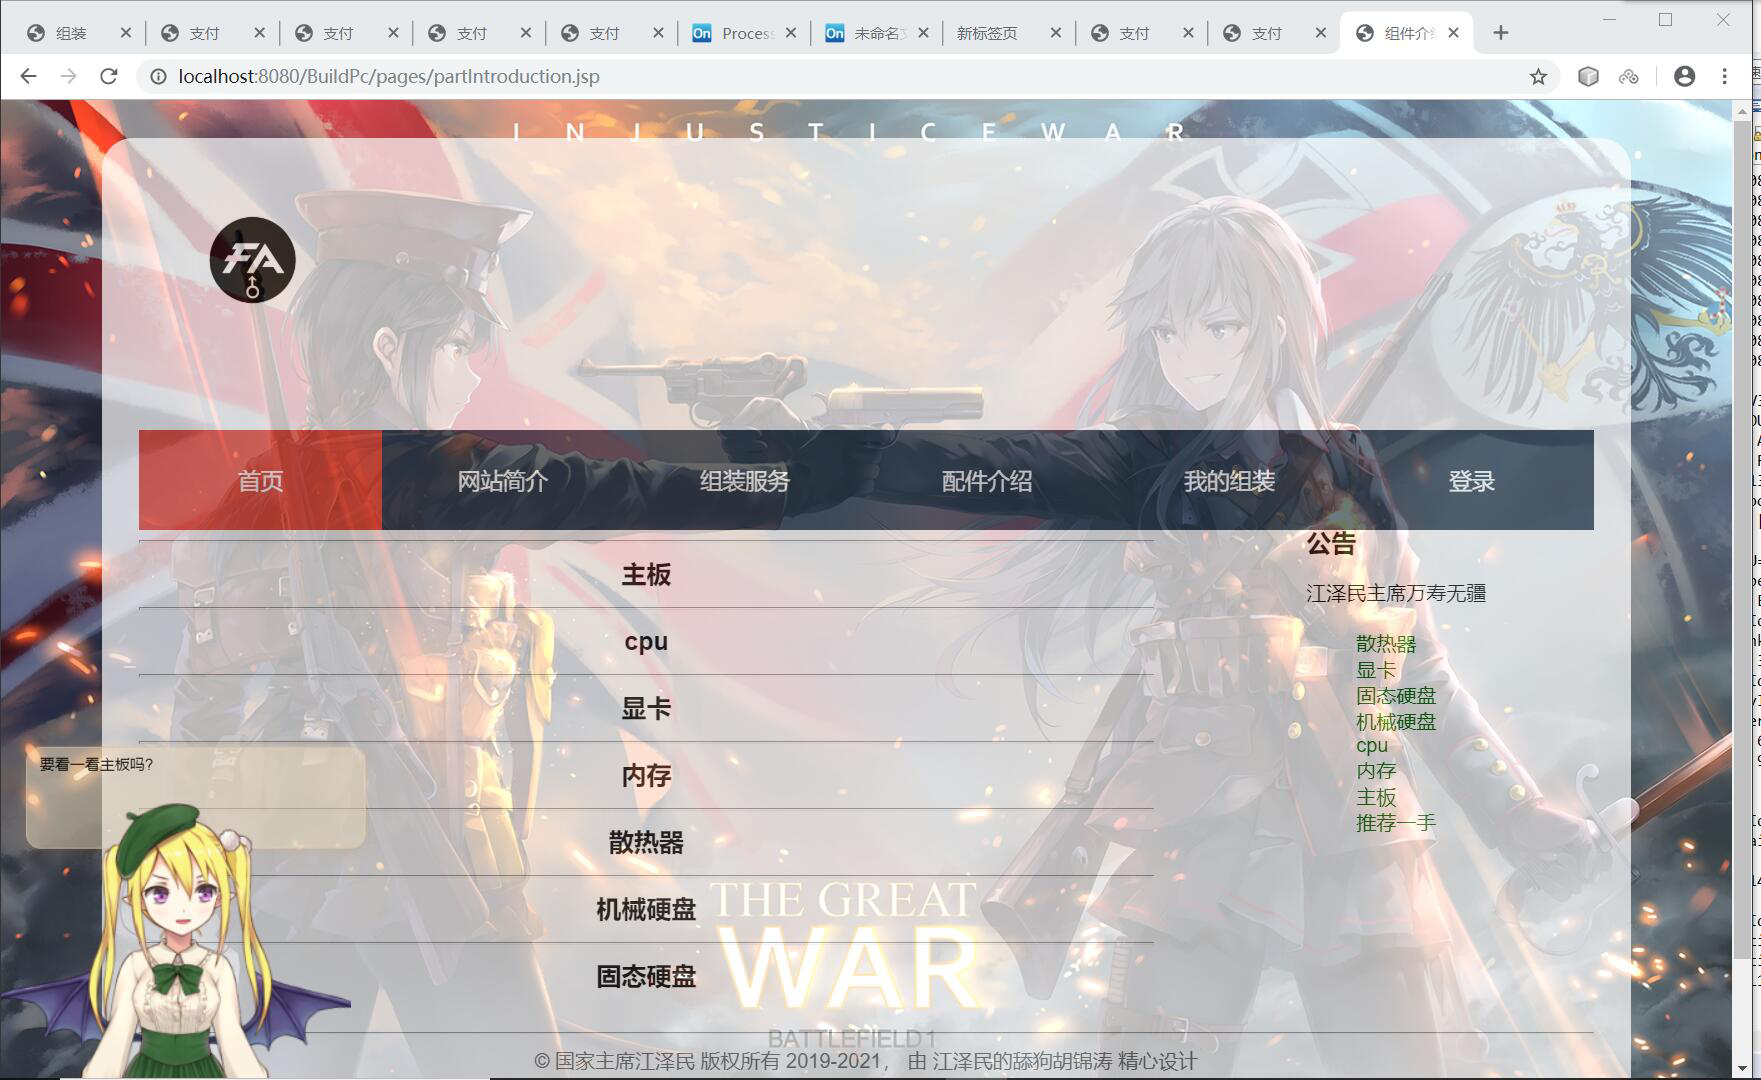 组装
支付
支付
支付
支付
Process
未命名文
新标签页
支付
支付
组件介绍
localhost:8080/BuildPc/pages/partIntroduction.jsp
INJUSTICEWAR
FA
首页
网站简介
组装服务
配件介绍
我的组装
登录
主板
cpu
显卡
内存
散热器
机械硬盘
固态硬盘
公告
江泽民主席万寿无疆
散热器
显卡
固态硬盘
机械硬盘
cpu
内存
主板
推荐一手
要看一看主板吗?
THE GREAT
WAR
BATTLEFIELD 1
© 国家主席江泽民 版权所有 2019-2021， 由 江泽民的舔狗胡锦涛 精心设计